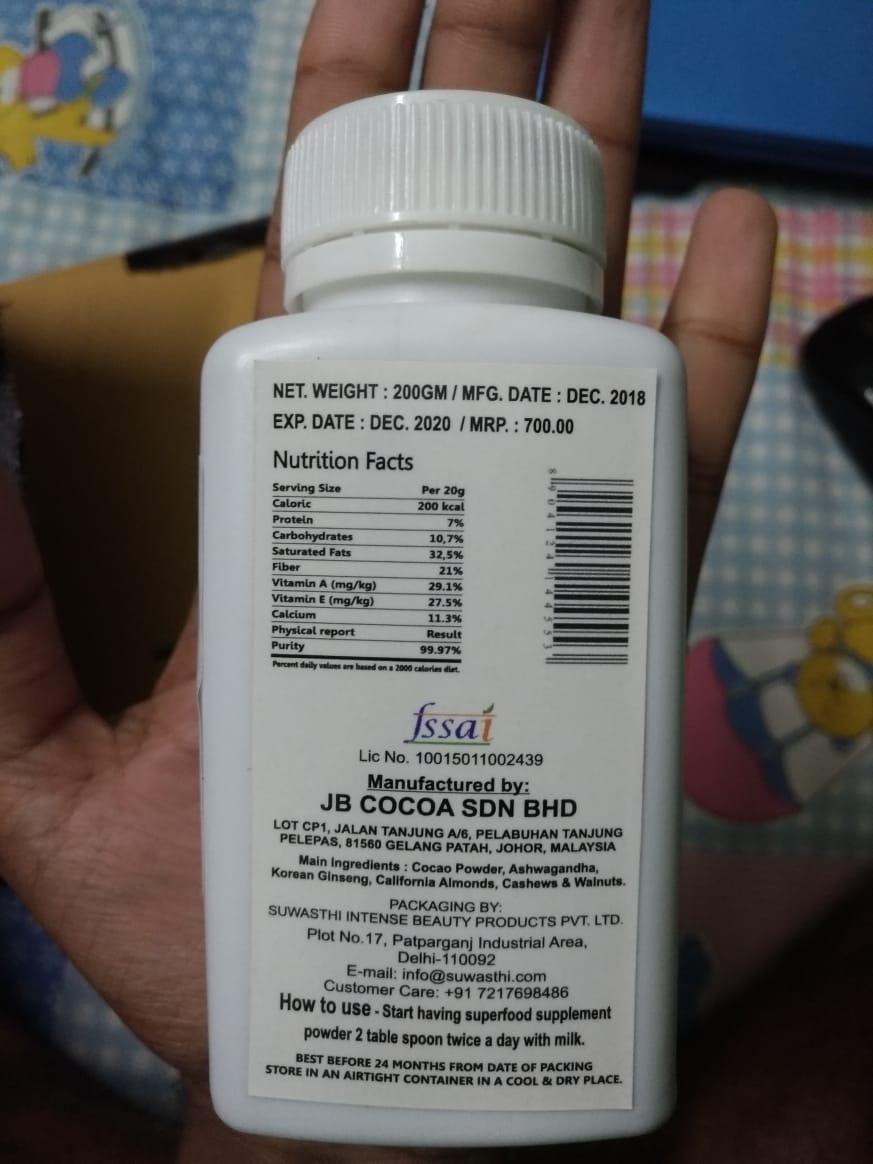 NET. WEIGHT : 200GM / MFG. DATE : DEC. 2018
EXP. DATE : DEC. 2020 / MRP. : 700.00
Nutrition Facts
Serving Size Per 20g
Caloric 200 kcal
Protein 7%
Carbohydrates 10,7%
Saturated Fats 32,5%
Fiber 21%
Vitamin A (mg/kg) 29.1%
Vitamin E (mg/kg) 27.5%
Calcium 11.3%
Physical report Result
Purity 99.97%
Percent daily values are based on a 2000 calories diet.
8 904124 144553
fssai
Lic No. 10015011002439
Manufactured by:
JB COCOA SDN BHD
LOT CP1, JALAN TANJUNG A/6, PELABUHAN TANJUNG
PELEPAS, 81560 GELANG PATAH, JOHOR, MALAYSIA
Main Ingredients : Cocao Powder, Ashwagandha,
Korean Ginseng, California Almonds, Cashews & Walnuts.
PACKAGING BY:
SUWASTHI INTENSE BEAUTY PRODUCTS PVT. LTD.
Plot No.17, Patparganj Industrial Area,
Delhi-110092
E-mail: info@suwasthi.com
Customer Care: +91 7217698486
How to use - Start having superfood supplement
powder 2 table spoon twice a day with milk.
BEST BEFORE 24 MONTHS FROM DATE OF PACKING
STORE IN AN AIRTIGHT CONTAINER IN A COOL & DRY PLACE.